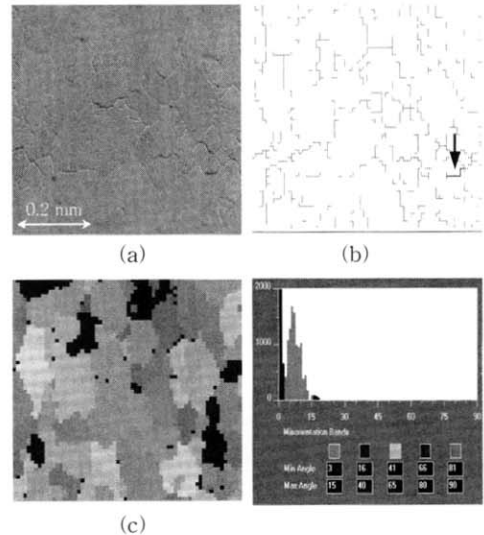 0.2 mm
(a)
(b)
2000
1000
0
0 15 30 45 60 75 90
Misorientation Bands
Min Angle 3 16 41 66 81
Max Angle 15 40 65 80 90
(c)